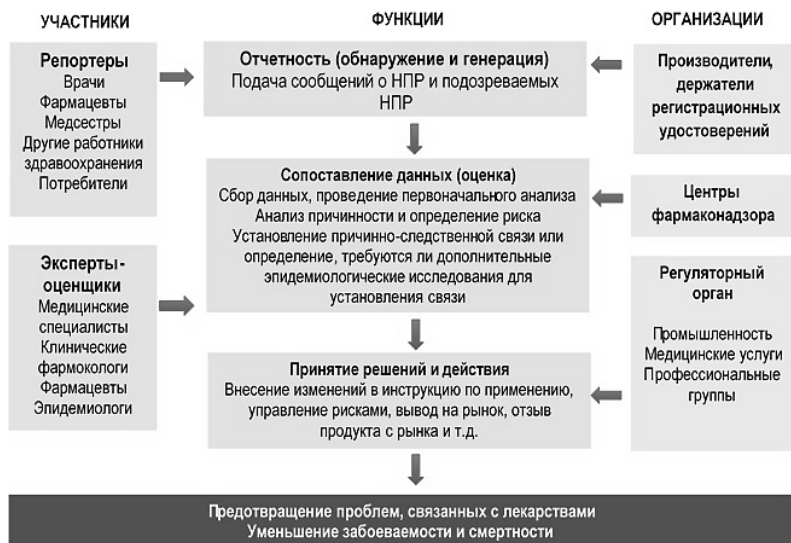 УЧАСТНИКИ
ФУНКЦИИ
ОРГАНИЗАЦИИ
Репортеры
Врачи
Фармацевты
Медсестры
Другие работники
здравоохранения
Потребители
Отчетность (обнаружение и генерация)
Подача сообщений о НПР и подозреваемых
НПР
Производители,
держатели
регистрационных
удостоверений
Сопоставление данных (оценка)
Сбор данных, проведение первоначального анализа
Анализ причинности и определение риска
Установление причинно-следственной связи или
определение, требуются ли дополнительные
эпидемиологические исследования для
установления связи
Центры
фармаконадзора
Эксперты-
оценщики
Медицинские
специалисты
Клинические
фармокологи
Фармацевты
Эпидемиологи
Регуляторный
орган
Промышленность
Медицинские услуги
Профессиональные
группы
Принятие решений и действия
Внесение изменений в инструкцию по применению,
управление рисками, вывод на рынок, отзыв
продукта с рынка и т.д.
Предотвращение проблем, связанных с лекарствами
Уменьшение забоеваемости и смертности